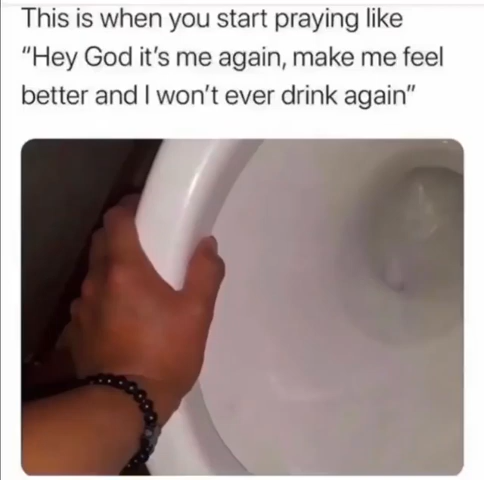 This is when you start praying like
"Hey God it's me again, make me feel
better and I won't ever drink again"